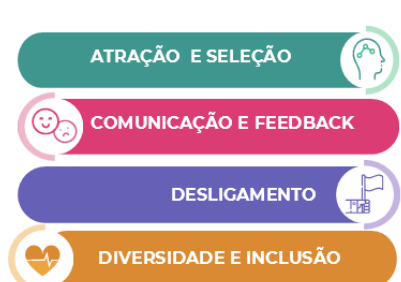 ATRAÇÃO E SELEÇÃO
COMUNICAÇÃO E FEEDBACK
DESLIGAMENTO
DIVERSIDADE E INCLUSÃO